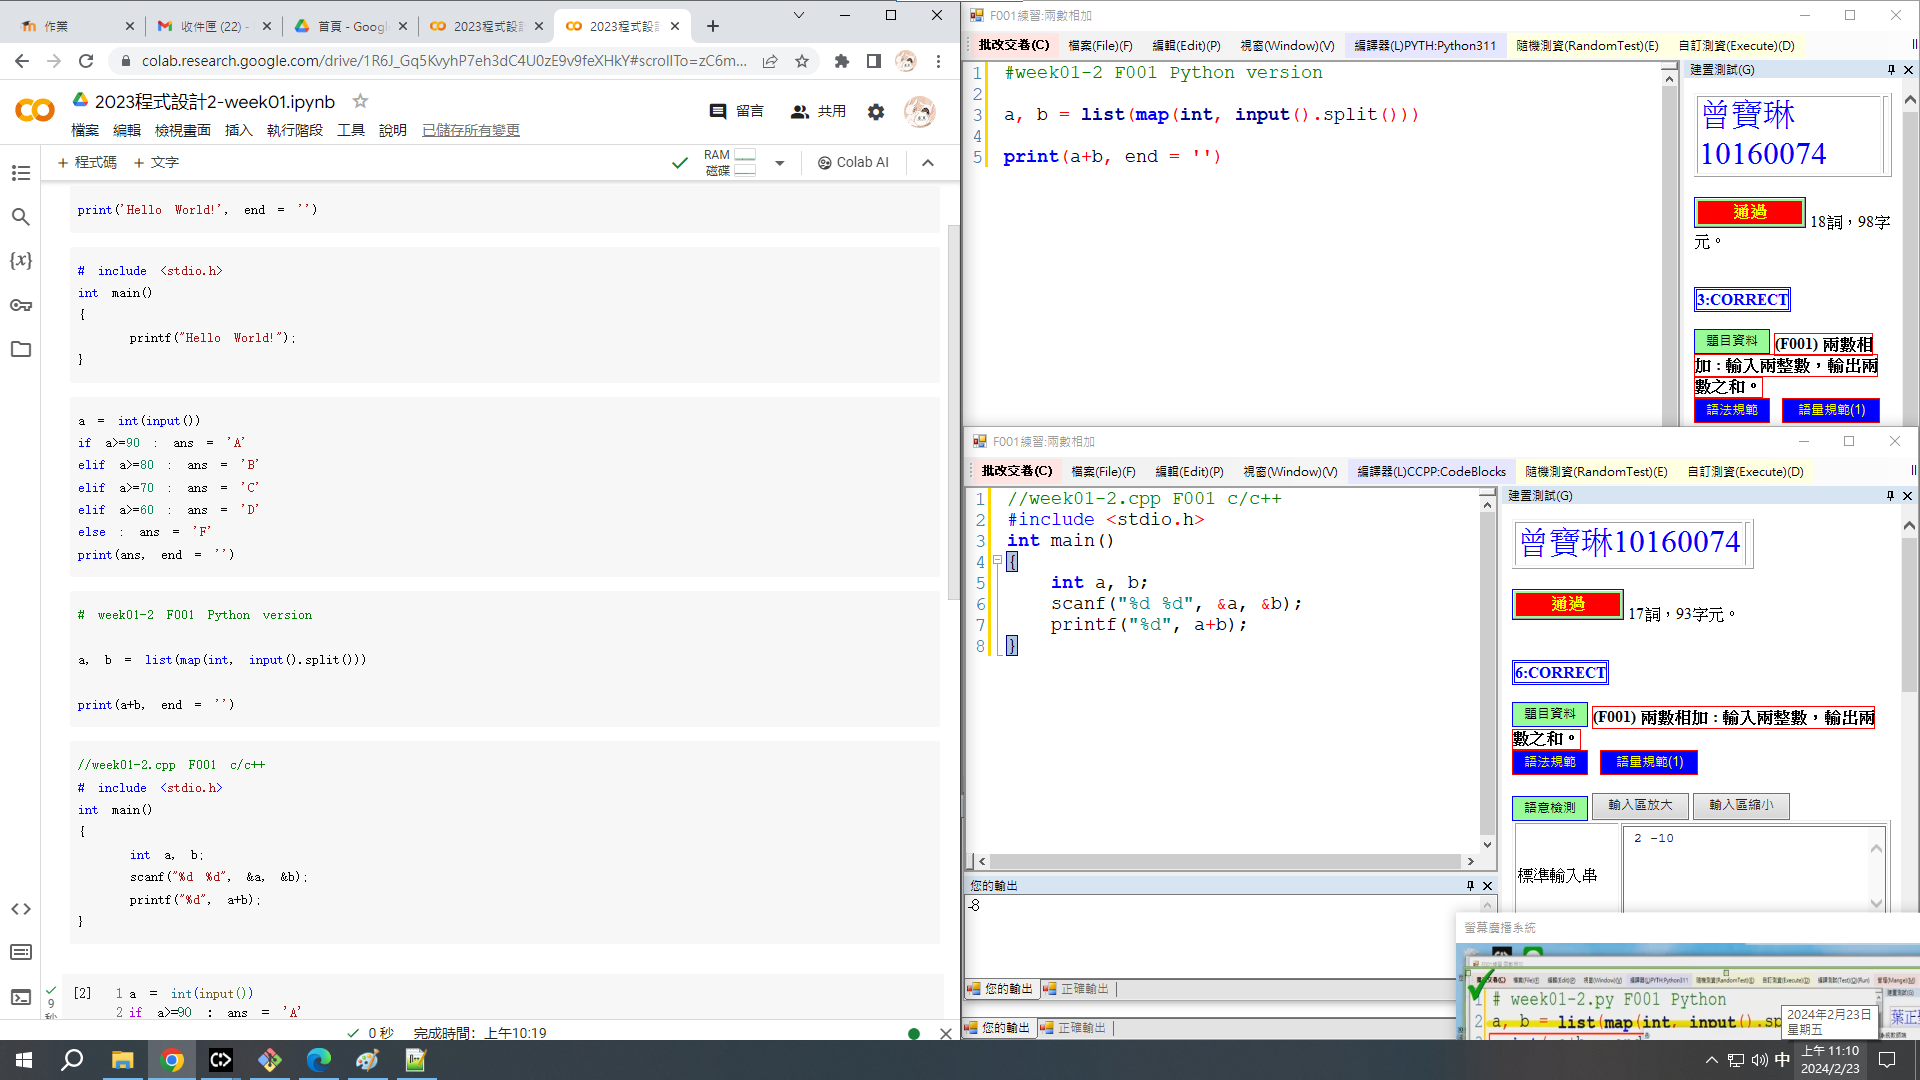 作業
收件匣 (22) -
首頁 - Google
2023程式設計
2023程式設計
colab.research.google.com/drive/1R6J_Gq5KvyhP7eh3dC4U0zE9v9feXHkY#scrollTo=zC6m...
2023程式設計2-week01.ipynb
留言
共用
檔案 編輯 檢視畫面 插入 執行階段 工具 說明 已儲存所有變更
+ 程式碼 + 文字
RAM
磁碟
Colab AI
print('Hello World!', end = '')
# include <stdio.h>
int main()
{
printf("Hello World!");
}
a = int(input())
if a>=90 : ans = 'A'
elif a>=80 : ans = 'B'
elif a>=70 : ans = 'C'
elif a>=60 : ans = 'D'
else : ans = 'F'
print(ans, end = '')
# week01-2 F001 Python version
a, b = list(map(int, input().split()))
print(a+b, end = '')
//week01-2.cpp F001 c/c++
# include <stdio.h>
int main()
{
int a, b;
scanf("%d %d", &a, &b);
printf("%d", a+b);
}
9
秒
[2]
1 a = int(input())
2 if a>=90 : ans = 'A'
0 秒 完成時間: 上午10:19
F001練習:兩數相加
批改交卷(C) 檔案(File)(F) 編輯(Edit)(P) 視窗(Window)(V) 編譯器(L)PYTH:Python311 隨機測資(RandomTest)(E) 自訂測資(Execute)(D)
1 #week01-2 F001 Python version
2
3 a, b = list(map(int, input().split()))
4
5 print(a+b, end = '')
建置測試(G)
曾寶琳
10160074
通過 18詞，98字
元。
3:CORRECT
題目資料 (F001) 兩數相
加：輸入兩整數，輸出兩
數之和。
語法規範 語量規範(1)
F001練習:兩數相加
批改交卷(C) 檔案(File)(F) 編輯(Edit)(P) 視窗(Window)(V) 編譯器(L)CCPP:CodeBlocks 隨機測資(RandomTest)(E) 自訂測資(Execute)(D)
1 //week01-2.cpp F001 c/c++
2 #include <stdio.h>
3 int main()
4 {
5 int a, b;
6 scanf("%d %d", &a, &b);
7 printf("%d", a+b);
8 }
建置測試(G)
曾寶琳10160074
通過 17詞，93字元。
6:CORRECT
題目資料 (F001) 兩數相加：輸入兩整數，輸出兩
數之和。
語法規範 語量規範(1)
語意檢測 輸入區放大 輸入區縮小
標準輸入串
2 -10
您的輸出
-8
您的輸出 正確輸出
您的輸出 正確輸出
螢幕廣播系統
1 # week01-2.py F001 Python
2 a, b = list(map(int, input().sp
2024年2月23日
星期五
中
上午 11:10
2024/2/23